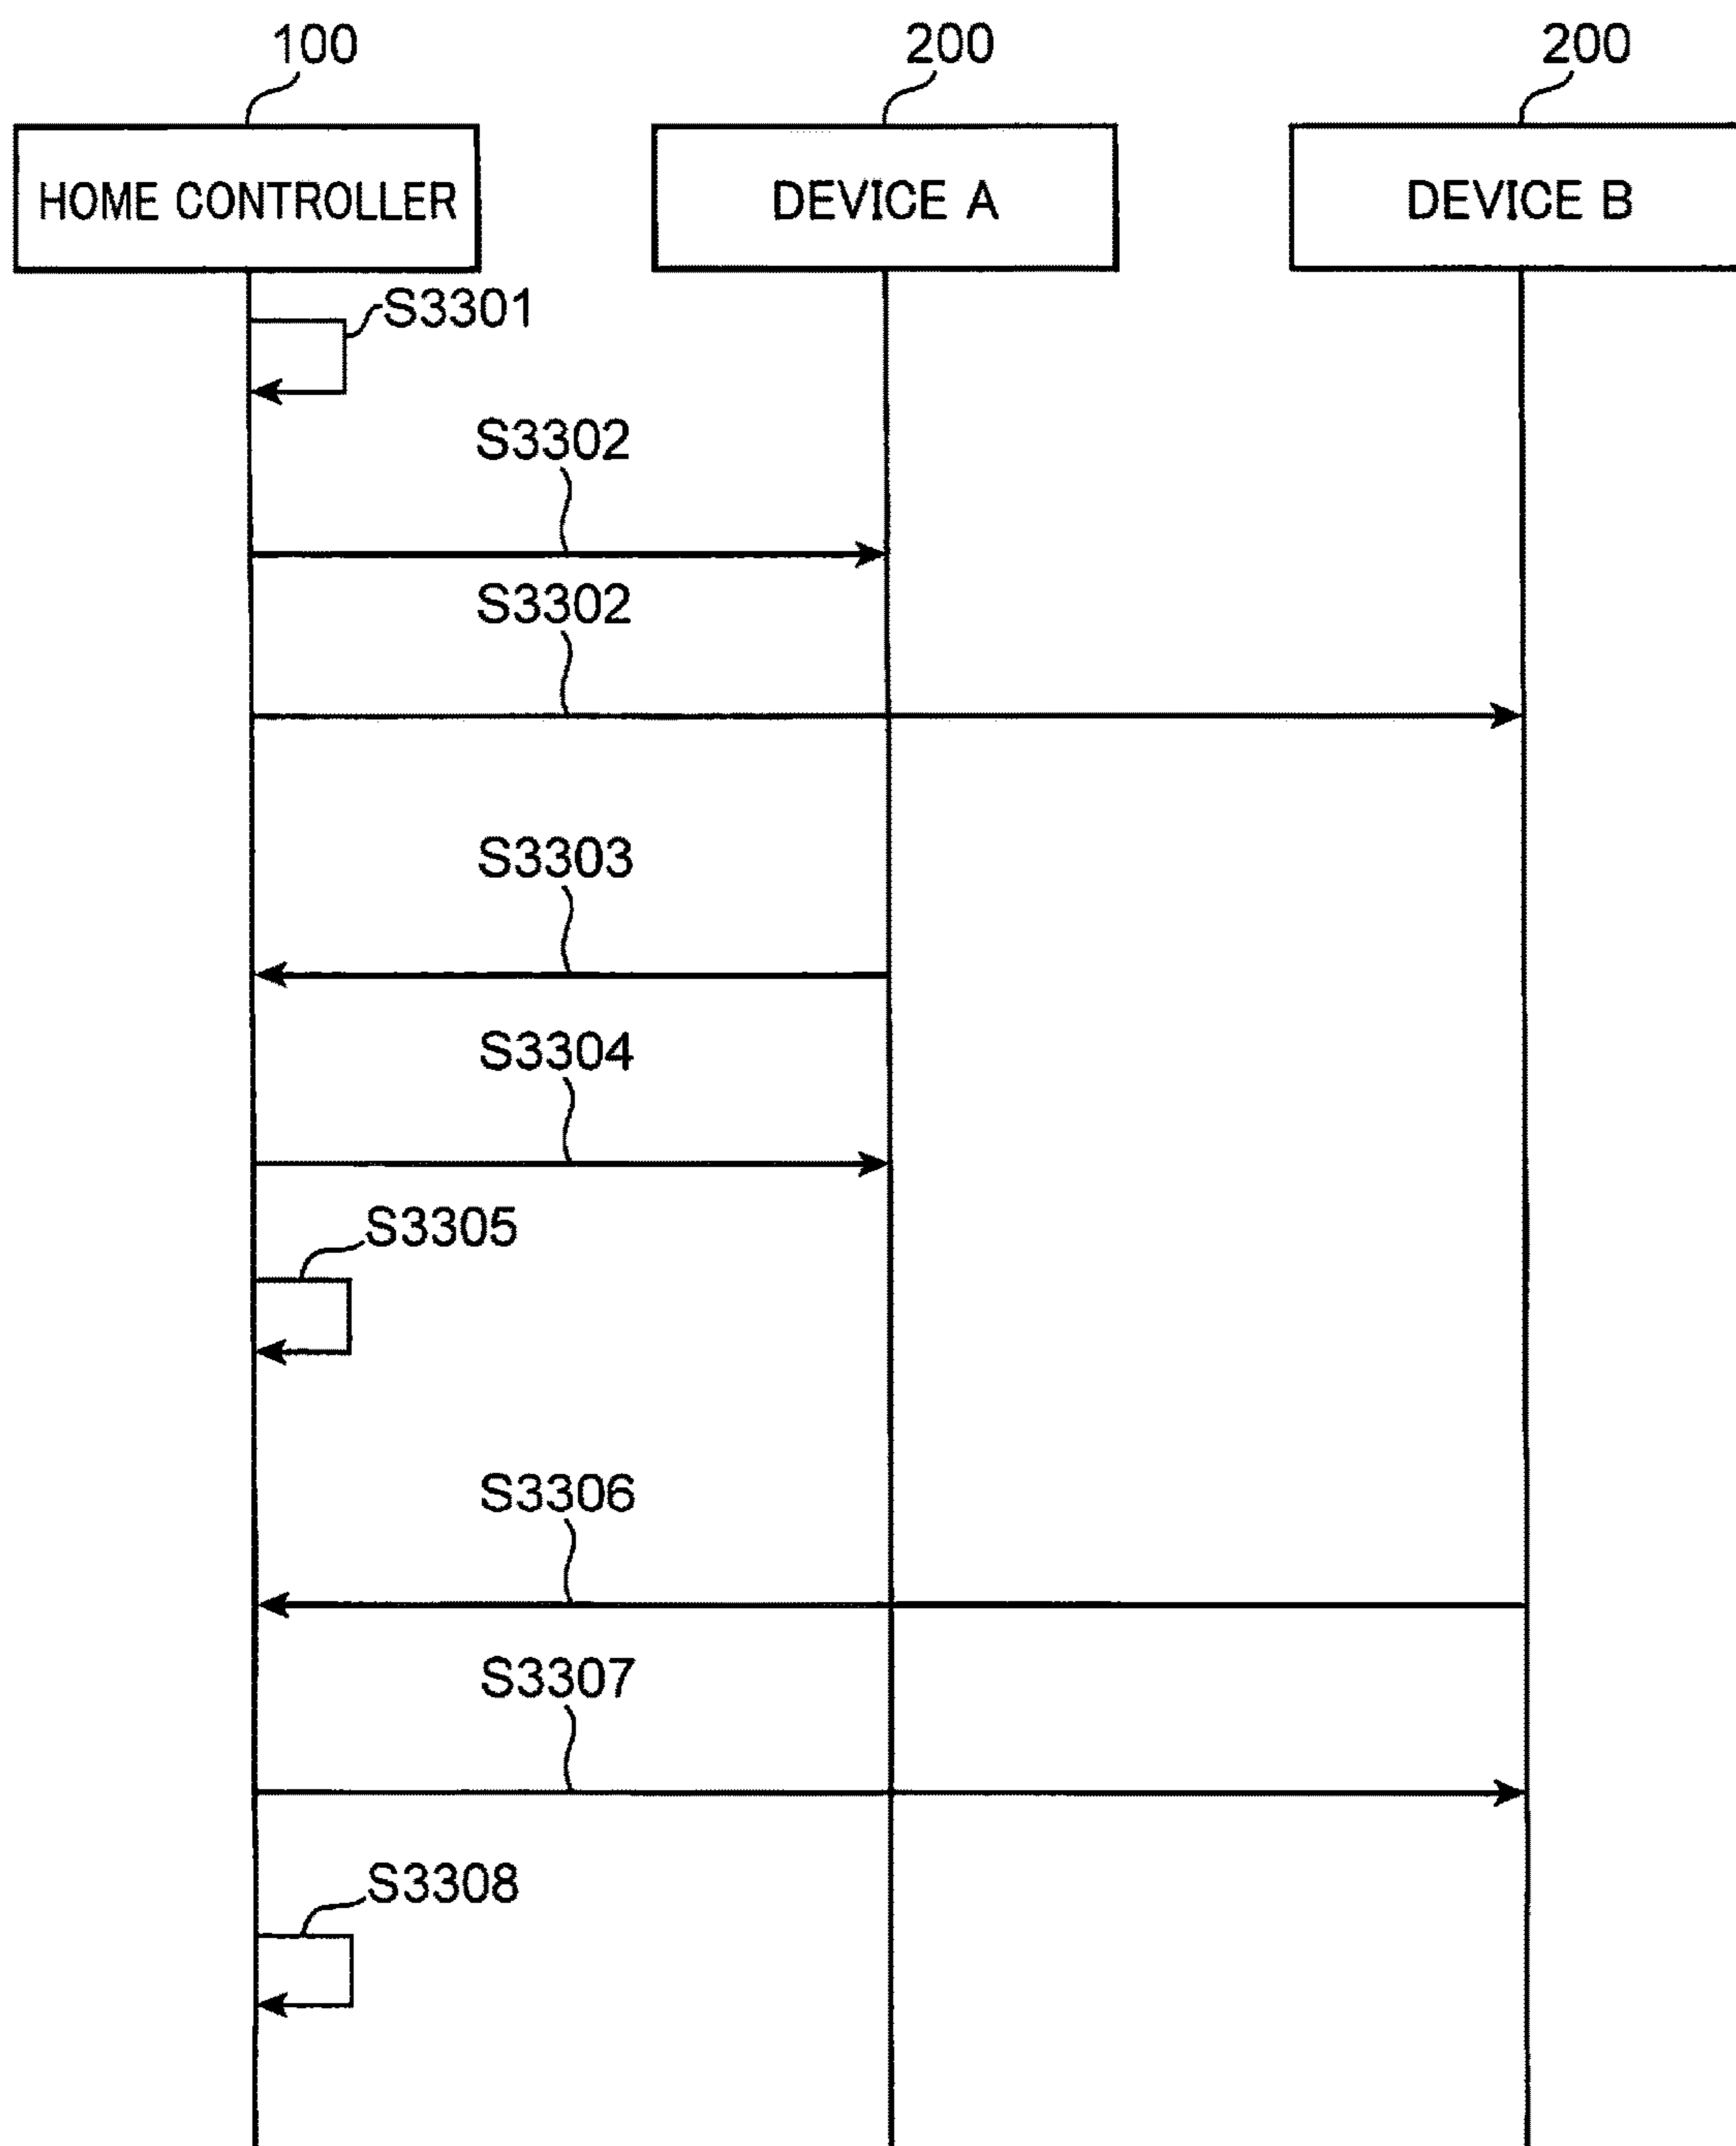 100
200
200
HOME CONTROLLER
DEVICE A
DEVICE B
S3301
S3302
S3302
S3303
S3304
S3305
S3306
S3307
S3308